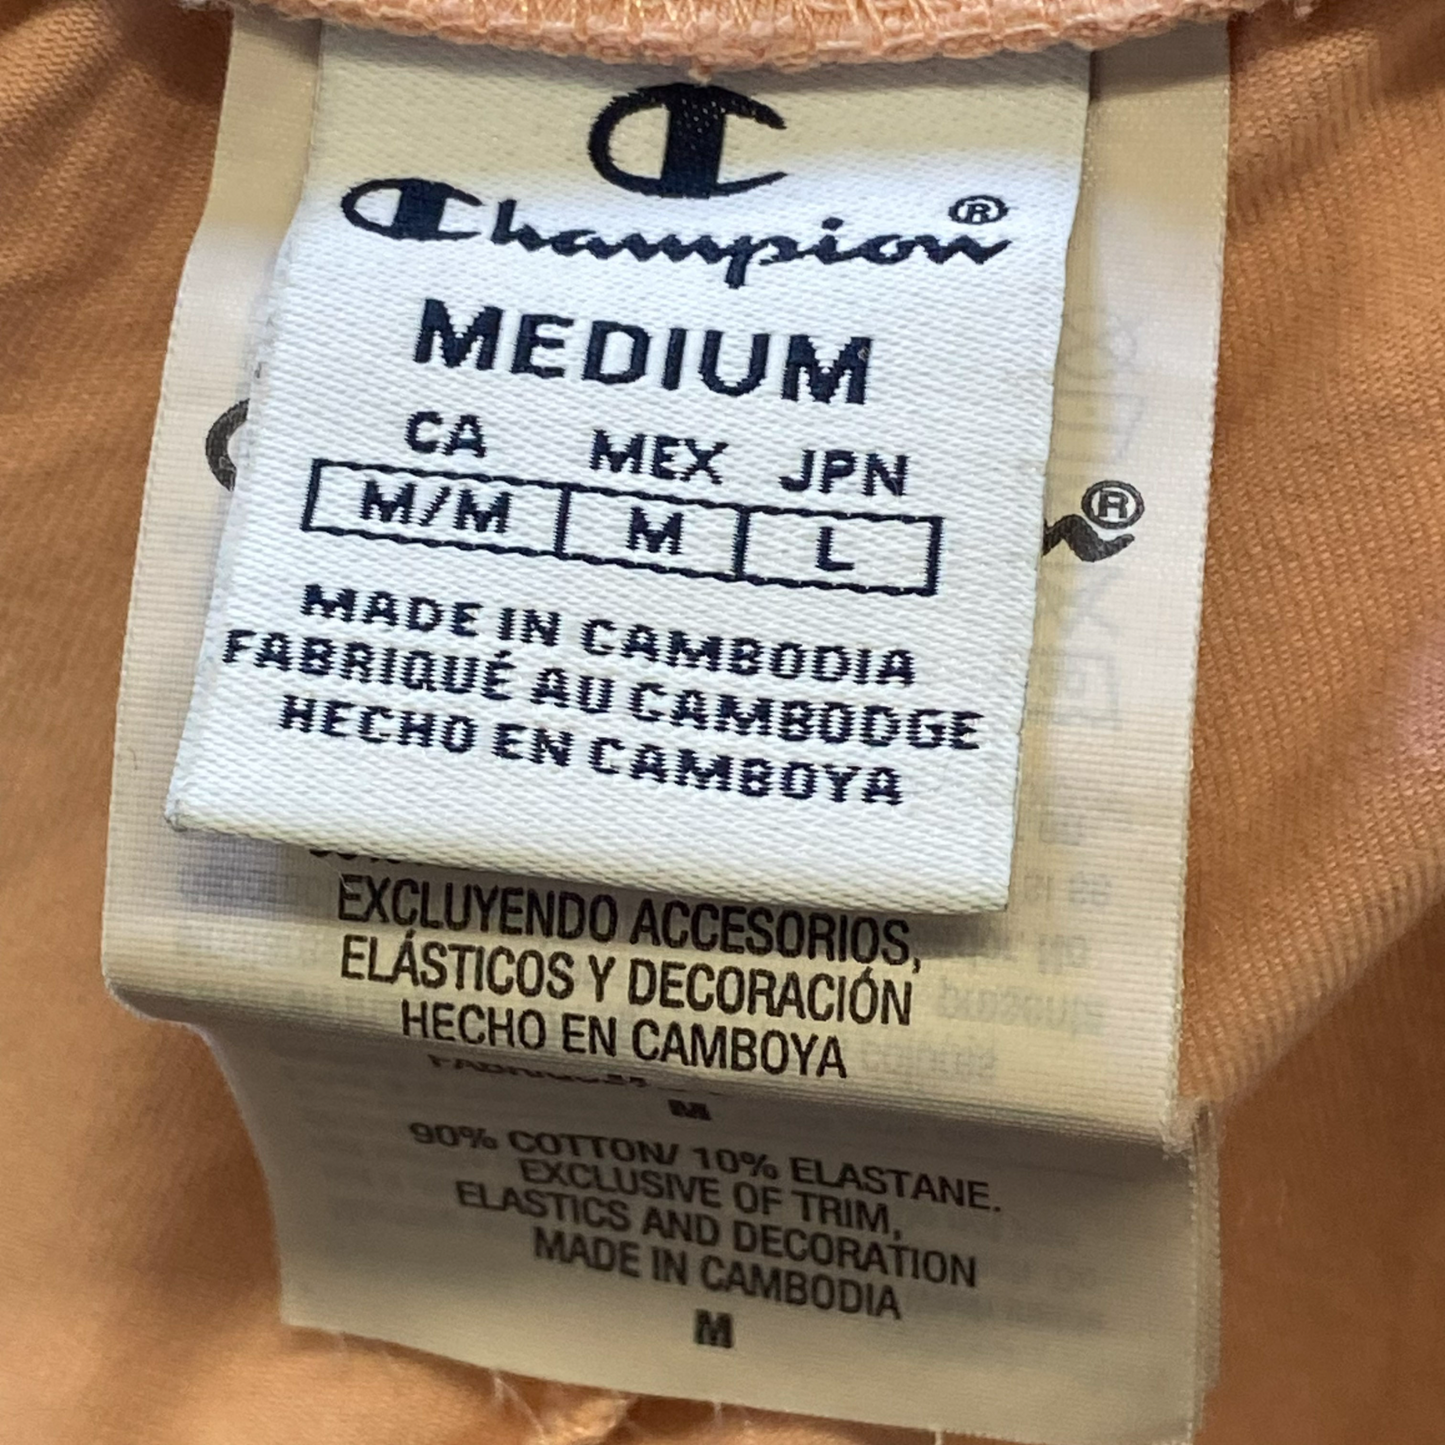 Champion®
MEDIUM
CA MEX JPN
M/M M L
MADE IN CAMBODIA
FABRIQUÉ AU CAMBODGE
HECHO EN CAMBOYA
®
EXCLUYENDO ACCESORIOS,
ELÁSTICOS Y DECORACIÓN
HECHO EN CAMBOYA
M
90% COTTON/ 10% ELASTANE.
EXCLUSIVE OF TRIM,
ELASTICS AND DECORATION
MADE IN CAMBODIA
M